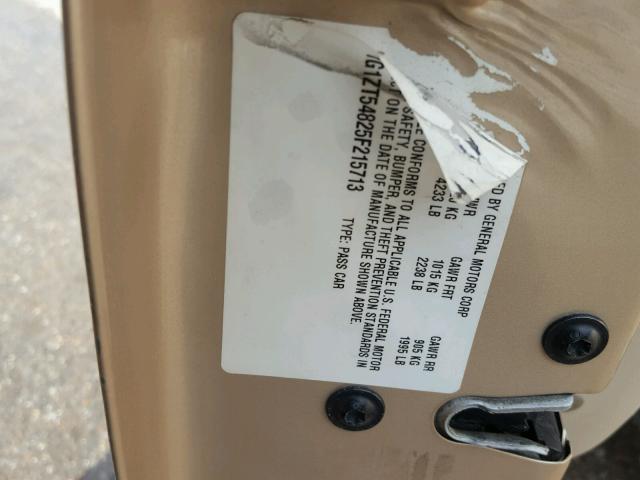 ED BY GENERAL MOTORS CORP
GAWR FRT GAWR RR
KG 1015 KG 905 KG
4233 LB 2238 LB 1995 LB
CONFORMS TO ALL APPLICABLE U.S. FEDERAL MOTOR
SAFETY, BUMPER, AND THEFT PREVENTION STANDARDS IN
ON THE DATE OF MANUFACTURE SHOWN ABOVE.
G1ZT54825F215713 TYPE: PASS CAR